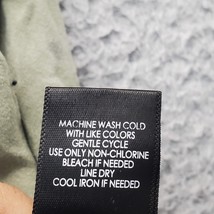 MACHINE WASH COLD
WITH LIKE COLORS
GENTLE CYCLE
USE ONLY NON-CHLORINE
BLEACH IF NEEDED
LINE DRY
COOL IRON IF NEEDED